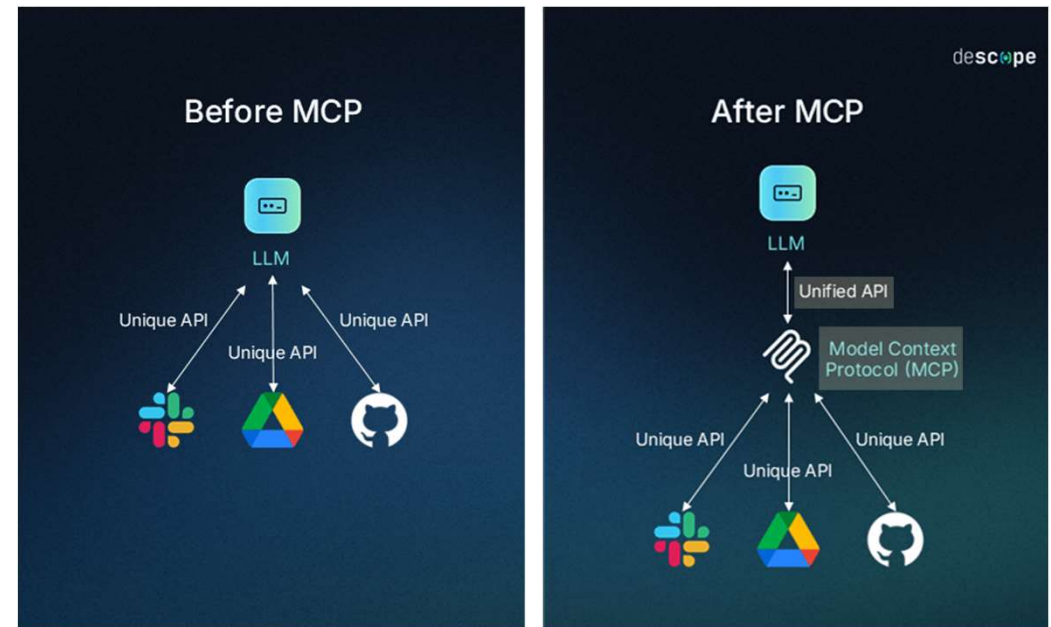 Before MCP
LLM
Unique API
Unique API
Unique API
descope
After MCP
LLM
Unified API
Model Context
Protocol (MCP)
Unique API
Unique API
Unique API